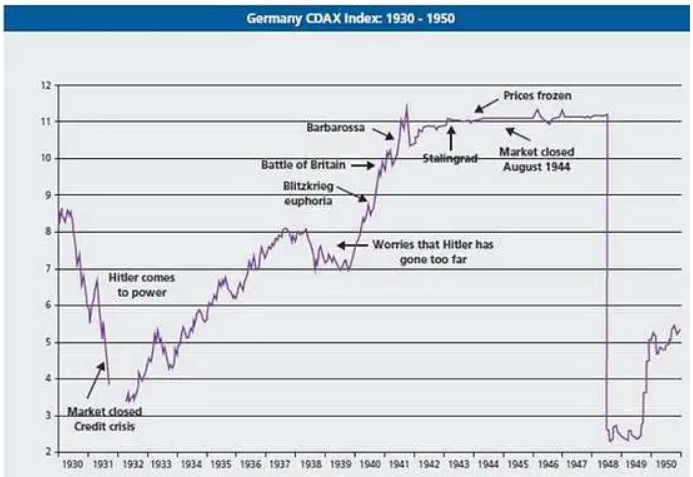 Germany CDAX Index: 1930 - 1950
12
11
10
9
8
7
6
5
4
3
2
Prices frozen
Barbarossa
Stalingrad
Market closed
August 1944
Battle of Britain
Blitzkrieg
euphoria
Worries that Hitler has
gone too far
Hitler comes
to power
Market closed
Credit crisis
1930 1931 1932 1933 1934 1935 1936 1937 1938 1939 1940 1941 1942 1943 1944 1945 1946 1947 1948 1949 1950